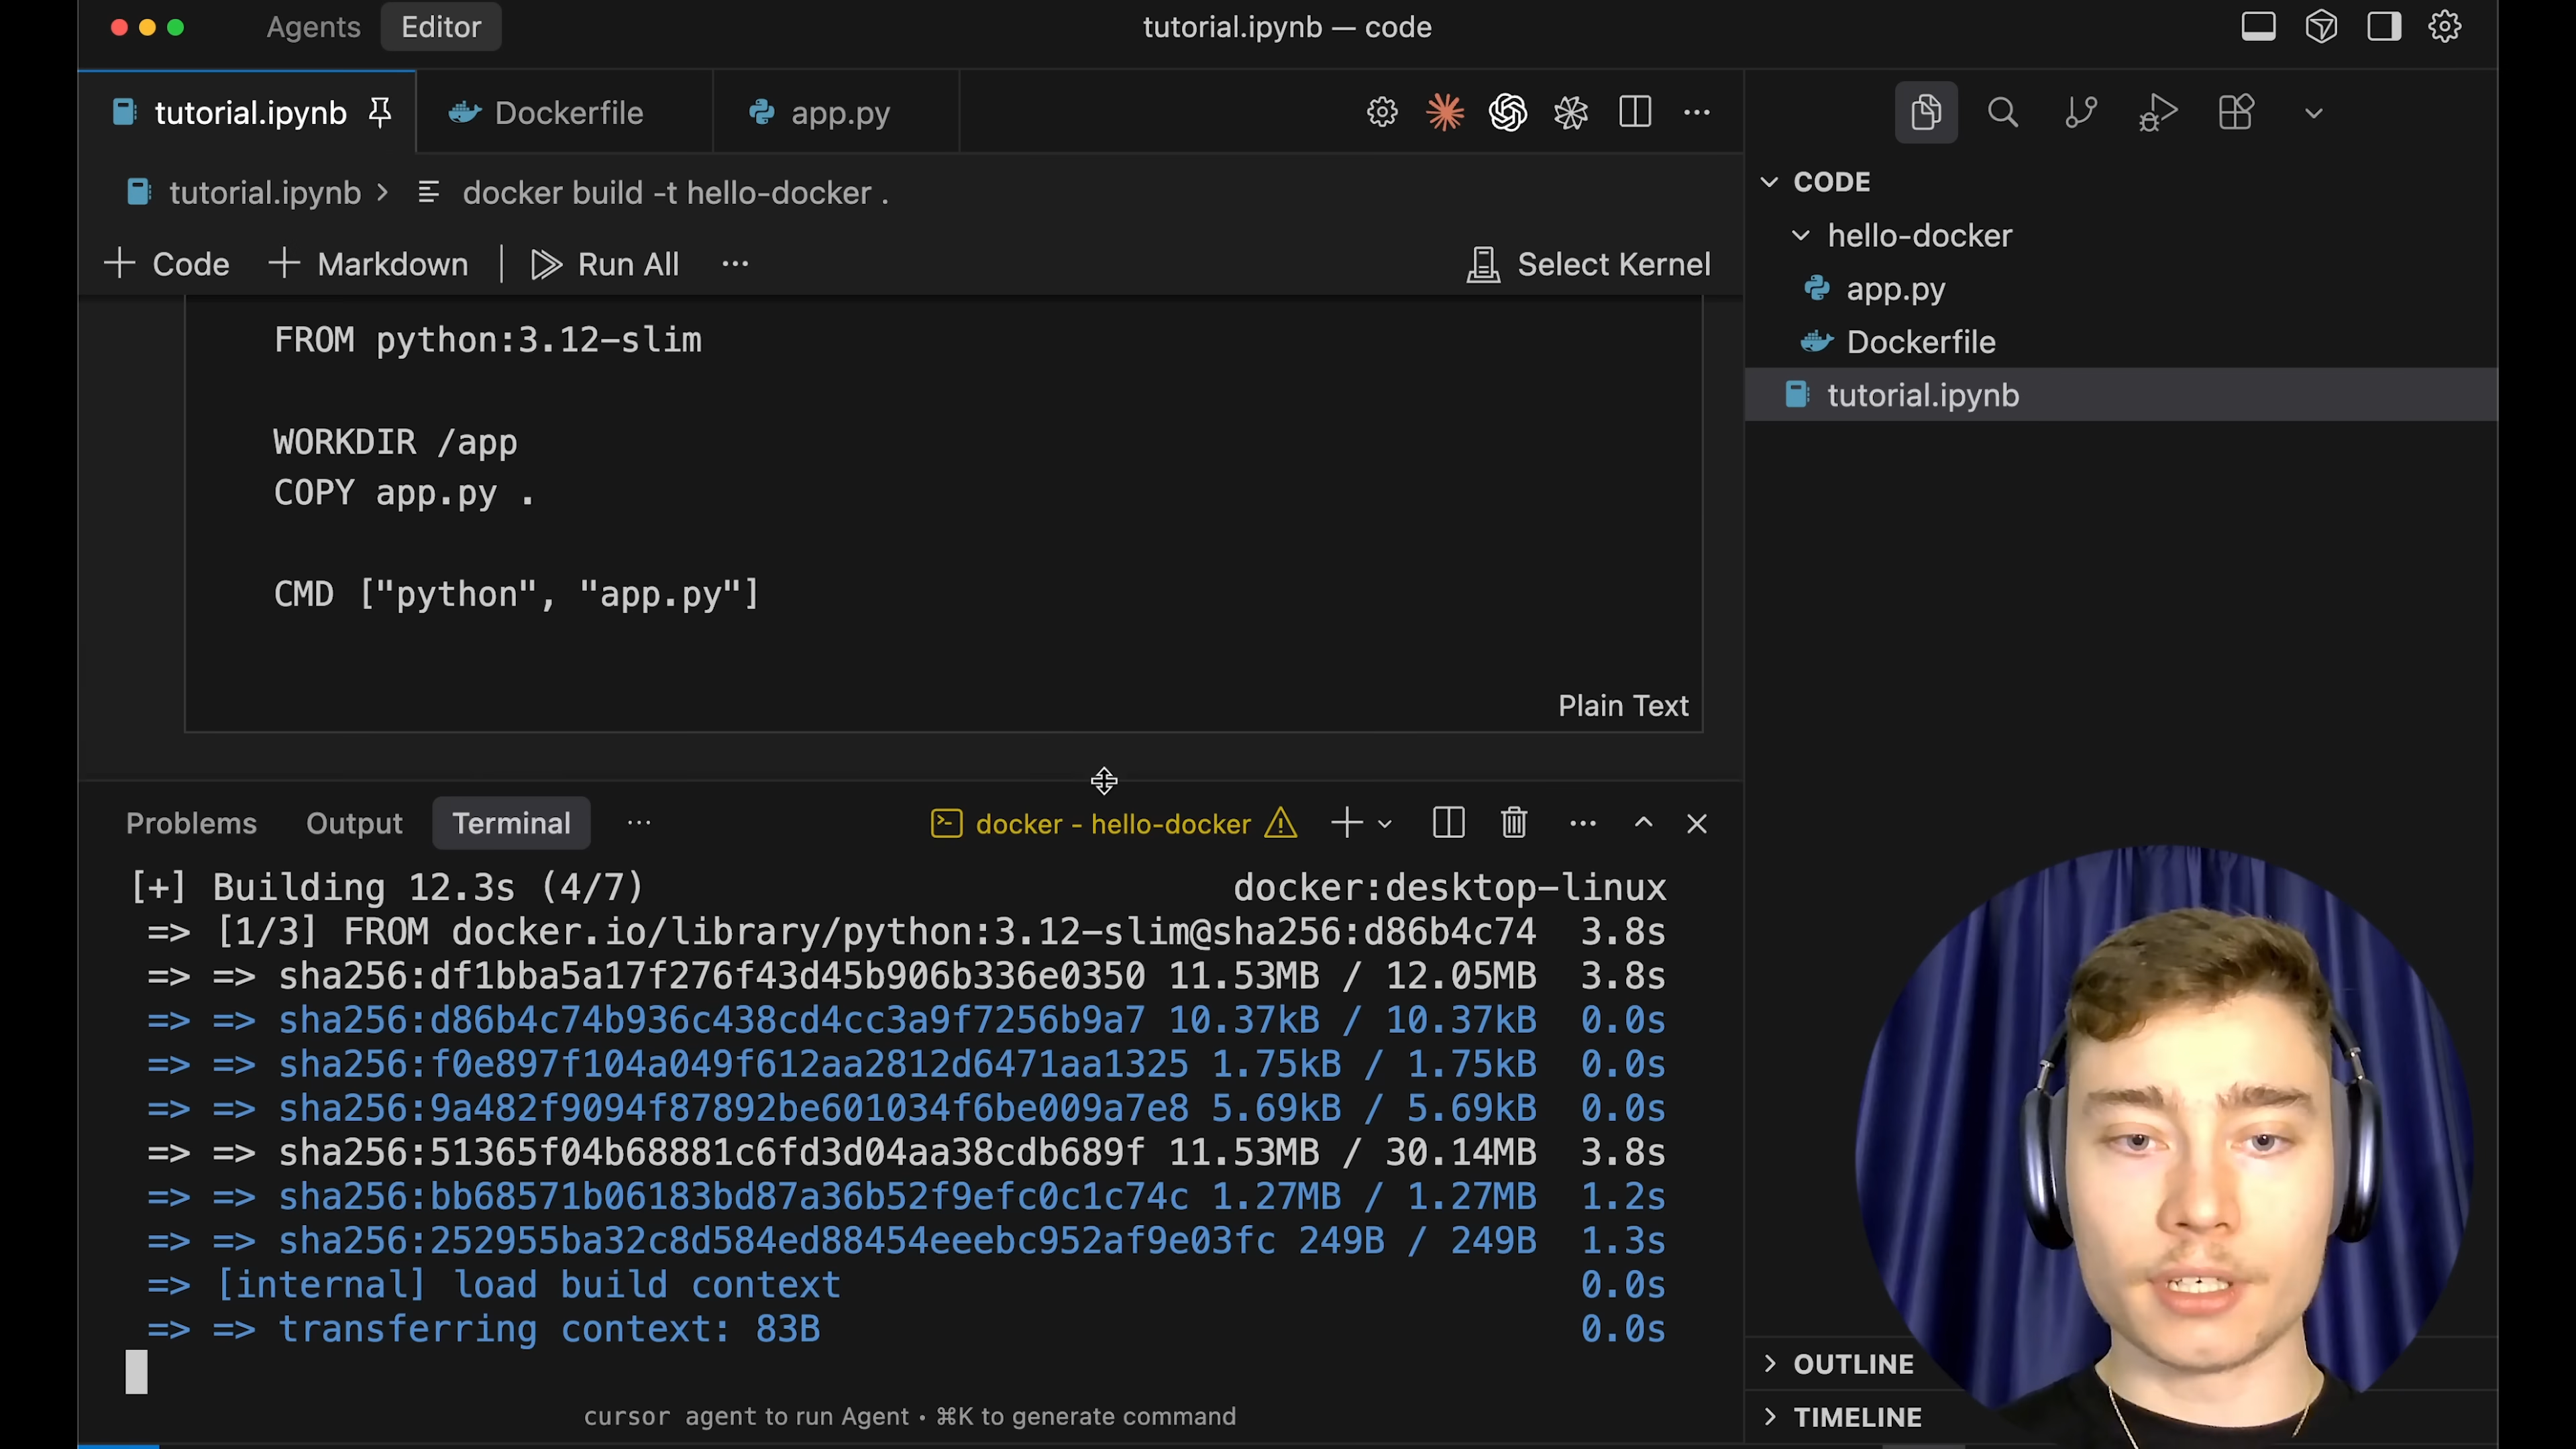 Agents Editor tutorial.ipynb — code
tutorial.ipynb Dockerfile app.py
tutorial.ipynb > docker build -t hello-docker .
+ Code + Markdown | Run All ··· Select Kernel
FROM python:3.12-slim
WORKDIR /app
COPY app.py .
CMD ["python", "app.py"]
Plain Text
CODE
hello-docker
app.py
Dockerfile
tutorial.ipynb
Problems Output Terminal ··· docker - hello-docker
[+] Building 12.3s (4/7) docker:desktop-linux
=> [1/3] FROM docker.io/library/python:3.12-slim@sha256:d86b4c74 3.8s
=> => sha256:df1bba5a17f276f43d45b906b336e0350 11.53MB / 12.05MB 3.8s
=> => sha256:d86b4c74b936c438cd4cc3a9f7256b9a7 10.37kB / 10.37kB 0.0s
=> => sha256:f0e897f104a049f612aa2812d6471aa1325 1.75kB / 1.75kB 0.0s
=> => sha256:9a482f9094f87892be601034f6be009a7e8 5.69kB / 5.69kB 0.0s
=> => sha256:51365f04b68881c6fd3d04aa38cdb689f 11.53MB / 30.14MB 3.8s
=> => sha256:bb68571b06183bd87a36b52f9efc0c1c74c 1.27MB / 1.27MB 1.2s
=> => sha256:252955ba32c8d584ed88454eeebc952af9e03fc 249B / 249B 1.3s
=> [internal] load build context 0.0s
=> => transferring context: 83B 0.0s
cursor agent to run Agent · ⌘K to generate command
OUTLINE
TIMELINE